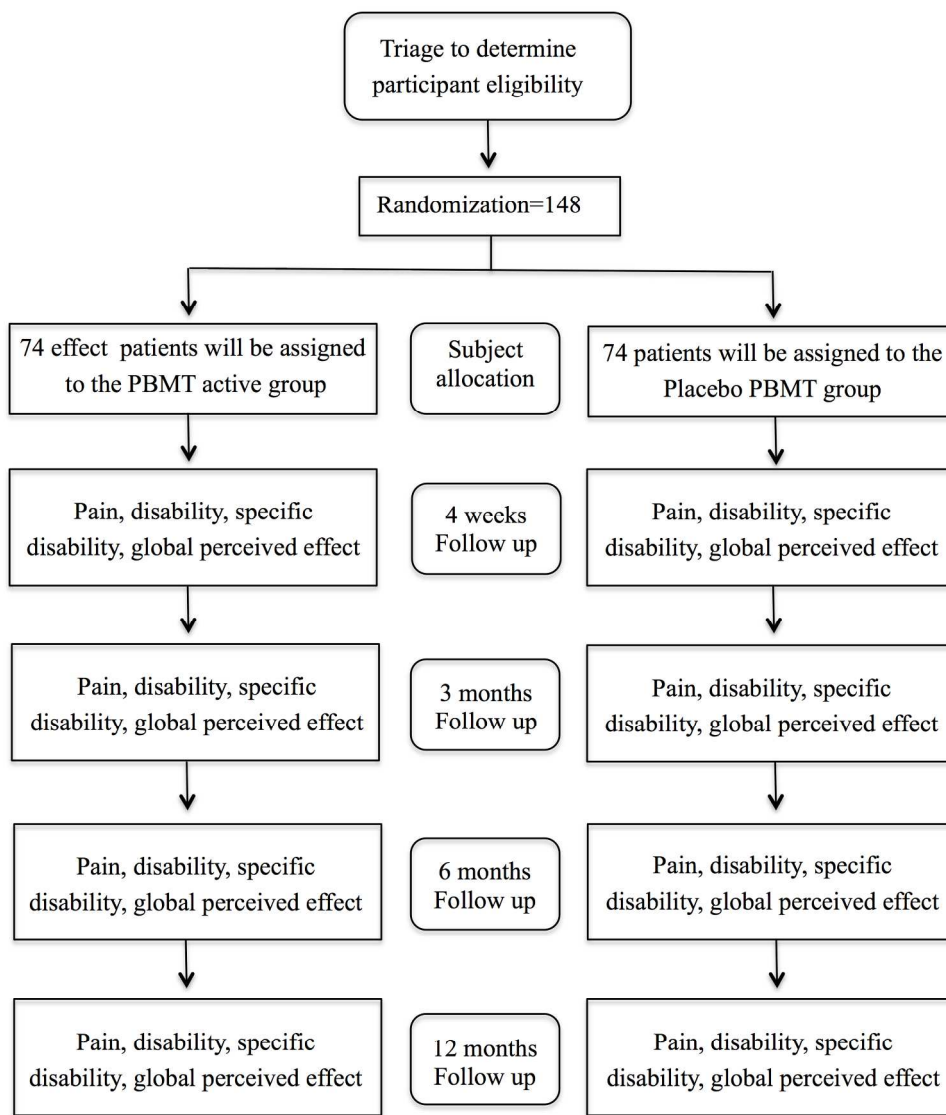 Triage to determine
participant eligibility
Randomization=148
74 effect patients will be assigned
to the PBMT active group
Subject
allocation
74 patients will be assigned to the
Placebo PBMT group
Pain, disability, specific
disability, global perceived effect
4 weeks
Follow up
Pain, disability, specific
disability, global perceived effect
Pain, disability, specific
disability, global perceived effect
3 months
Follow up
Pain, disability, specific
disability, global perceived effect
Pain, disability, specific
disability, global perceived effect
6 months
Follow up
Pain, disability, specific
disability, global perceived effect
Pain, disability, specific
disability, global perceived effect
12 months
Follow up
Pain, disability, specific
disability, global perceived effect